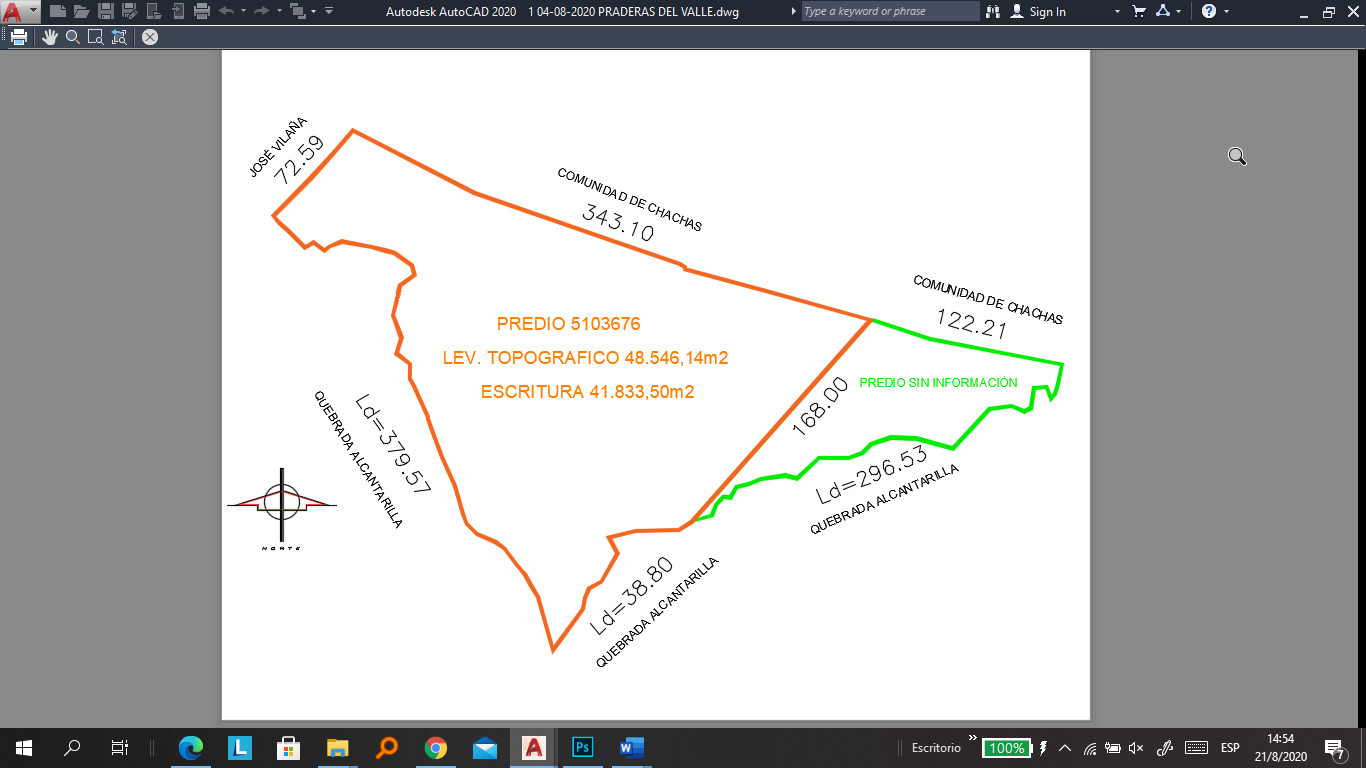 Autodesk AutoCAD 2020 1 04-08-2020 PRADERAS DEL VALLE.dwg
Type a keyword or phrase
Sign In
JOSÉ VILAÑA
72.59
COMUNIDAD DE CHACHAS
343.10
COMUNIDAD DE CHACHAS
122.21
PREDIO 5103676
LEV. TOPOGRAFICO 48.546,14m2
ESCRITURA 41.833,50m2
PREDIO SIN INFORMACIÓN
168.00
Ld=379.57
QUEBRADA ALCANTARILLA
Ld=296.53
QUEBRADA ALCANTARILLA
Ld=38.80
QUEBRADA ALCANTARILLA
NORTE
Escritorio
100%
ESP
14:54
21/8/2020
7